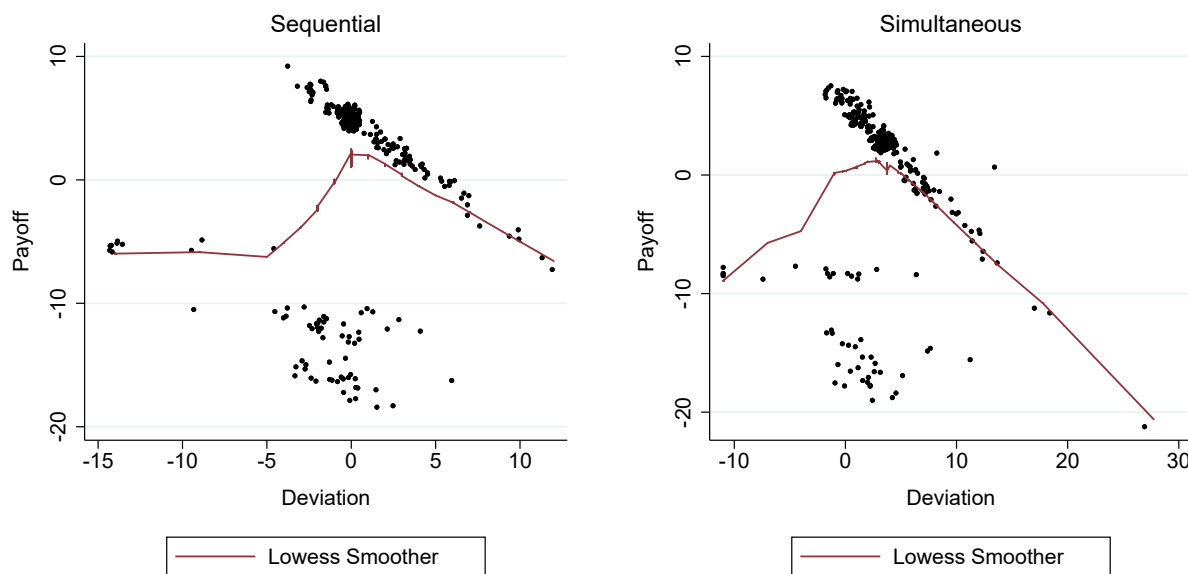 Sequential
10
0
-10
-20
Payoff
-15 -10 -5 0 5 10
Deviation
Lowess Smoother
Simultaneous
10
0
-10
-20
Payoff
-10 0 10 20 30
Deviation
Lowess Smoother